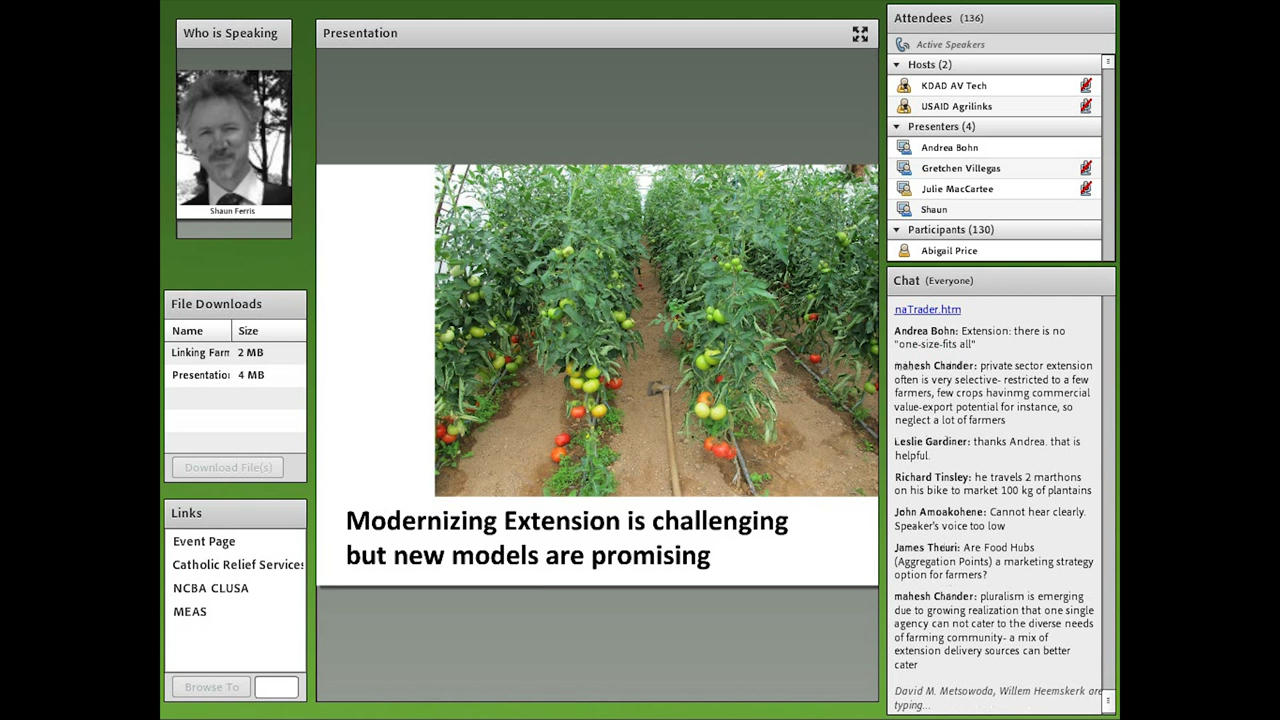 Who is Speaking
Shaun Ferris
File Downloads
Name Size
Linking Farn 2 MB
Presentatio 4 MB
Download File(s)
Links
Event Page
Catholic Relief Services
NCBA CLUSA
MEAS
Browse To
Presentation
Modernizing Extension is challenging
but new models are promising
Attendees (136)
Active Speakers
Hosts (2)
KDAD AV Tech
USAID Agrilinks
Presenters (4)
Andrea Bohn
Gretchen Villegas
Julie MacCartee
Shaun
Participants (130)
Abigail Price
Chat (Everyone)
naTrader.htm
Andrea Bohn: Extension: there is no
"one-size-fits all"
mahesh Chander: private sector extension
often is very selective- restricted to a few
farmers, few crops havinmg commercial
value-export potential for instance, so
neglect a lot of farmers
Leslie Gardiner: thanks Andrea. that is
helpful.
Richard Tinsley: he travels 2 marthons
on his bike to market 100 kg of plantains
John Amoakohene: Cannot hear clearly.
Speaker's voice too low
James Theuri: Are Food Hubs
(Aggregation Points) a marketing strategy
option for farmers?
mahesh Chander: pluralism is emerging
due to growing realization that one single
agency can not cater to the diverse needs
of farming community- a mix of
extension delivery sources can better
cater
David M. Metsowoda, Willem Heemskerk are
typing...